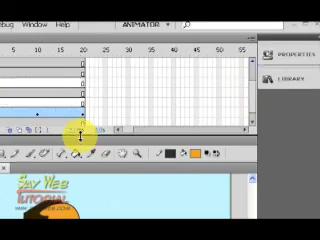 ebug Window Help
ANIMATOR
5 10 15 20 25 30 35 40 45 50 55
PROPERTIES
LIBRARY
SAY WEB
TUTORIAL